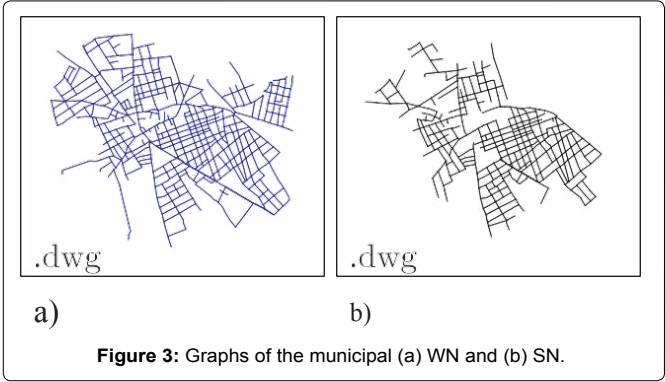 .dwg
.dwg
a)
b)
Figure 3: Graphs of the municipal (a) WN and (b) SN.